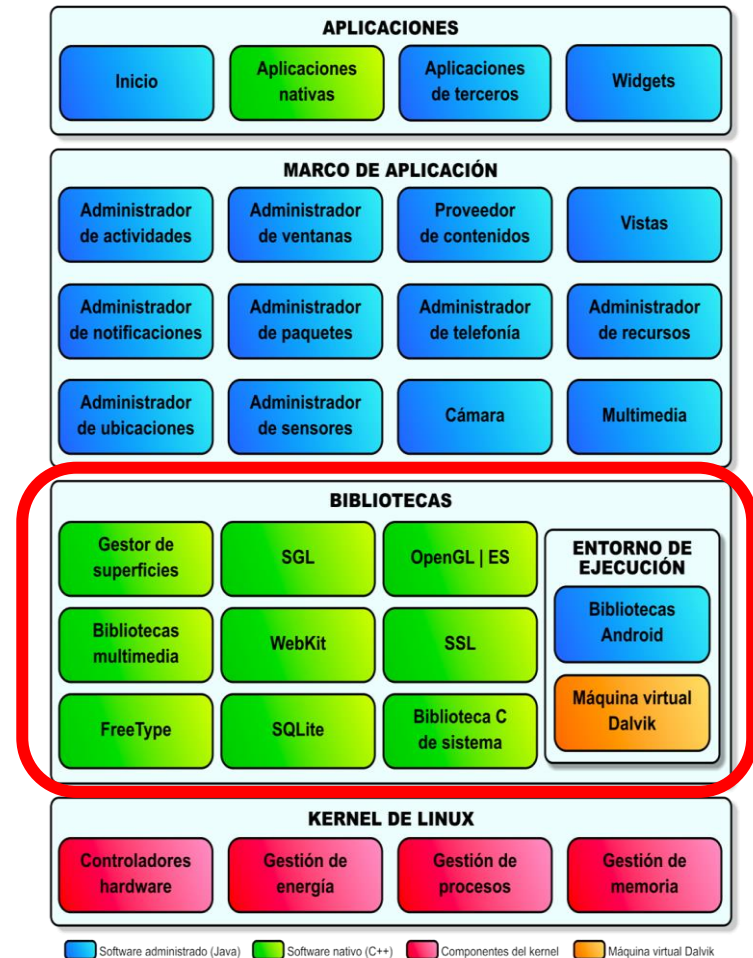 APLICACIONES
Inicio
Aplicaciones
nativas
Aplicaciones
de terceros
Widgets
MARCO DE APLICACIÓN
Administrador
de actividades
Administrador
de ventanas
Proveedor
de contenidos
Vistas
Administrador
de notificaciones
Administrador
de paquetes
Administrador
de telefonía
Administrador
de recursos
Administrador
de ubicaciones
Administrador
de sensores
Cámara
Multimedia
BIBLIOTECAS
Gestor de
superficies
SGL
OpenGL | ES
Bibliotecas
multimedia
WebKit
SSL
FreeType
SQLite
Biblioteca C
de sistema
ENTORNO DE
EJECUCIÓN
Bibliotecas
Android
Máquina virtual
Dalvik
KERNEL DE LINUX
Controladores
hardware
Gestión de
energía
Gestión de
procesos
Gestión de
memoria
Software administrado (Java)
Software nativo (C++)
Componentes del kernel
Máquina virtual Dalvik